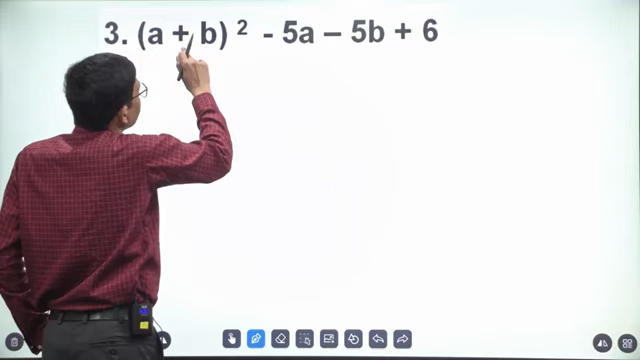 3. (a + b) ² - 5a – 5b + 6